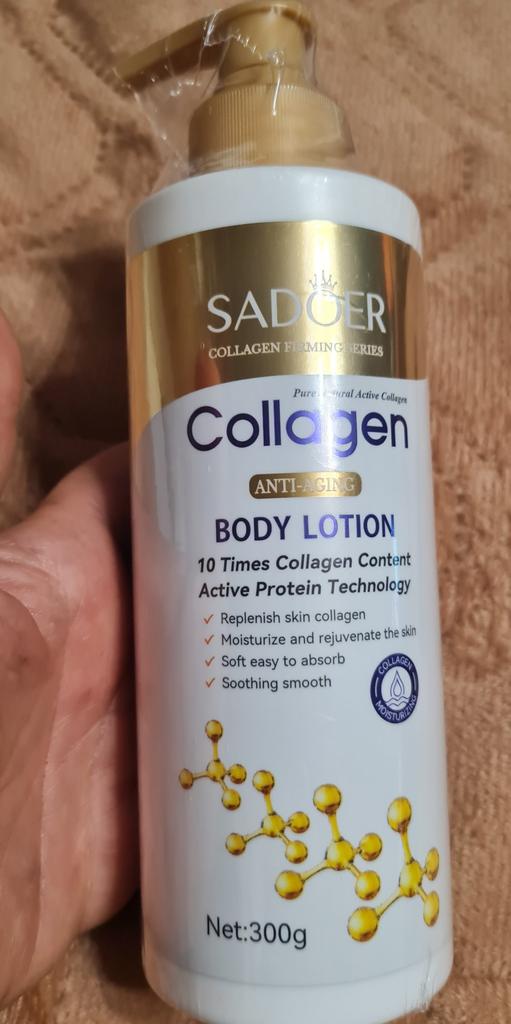 SADOER
COLLAGEN FIRMING SERIES
Pure Natural Active Collagen
Collagen
ANTI-AGING
BODY LOTION
10 Times Collagen Content
Active Protein Technology
✓ Replenish skin collagen
✓ Moisturize and rejuvenate the skin
✓ Soft easy to absorb
✓ Soothing smooth
COLLAGEN
MOISTURIZING
Net:300g